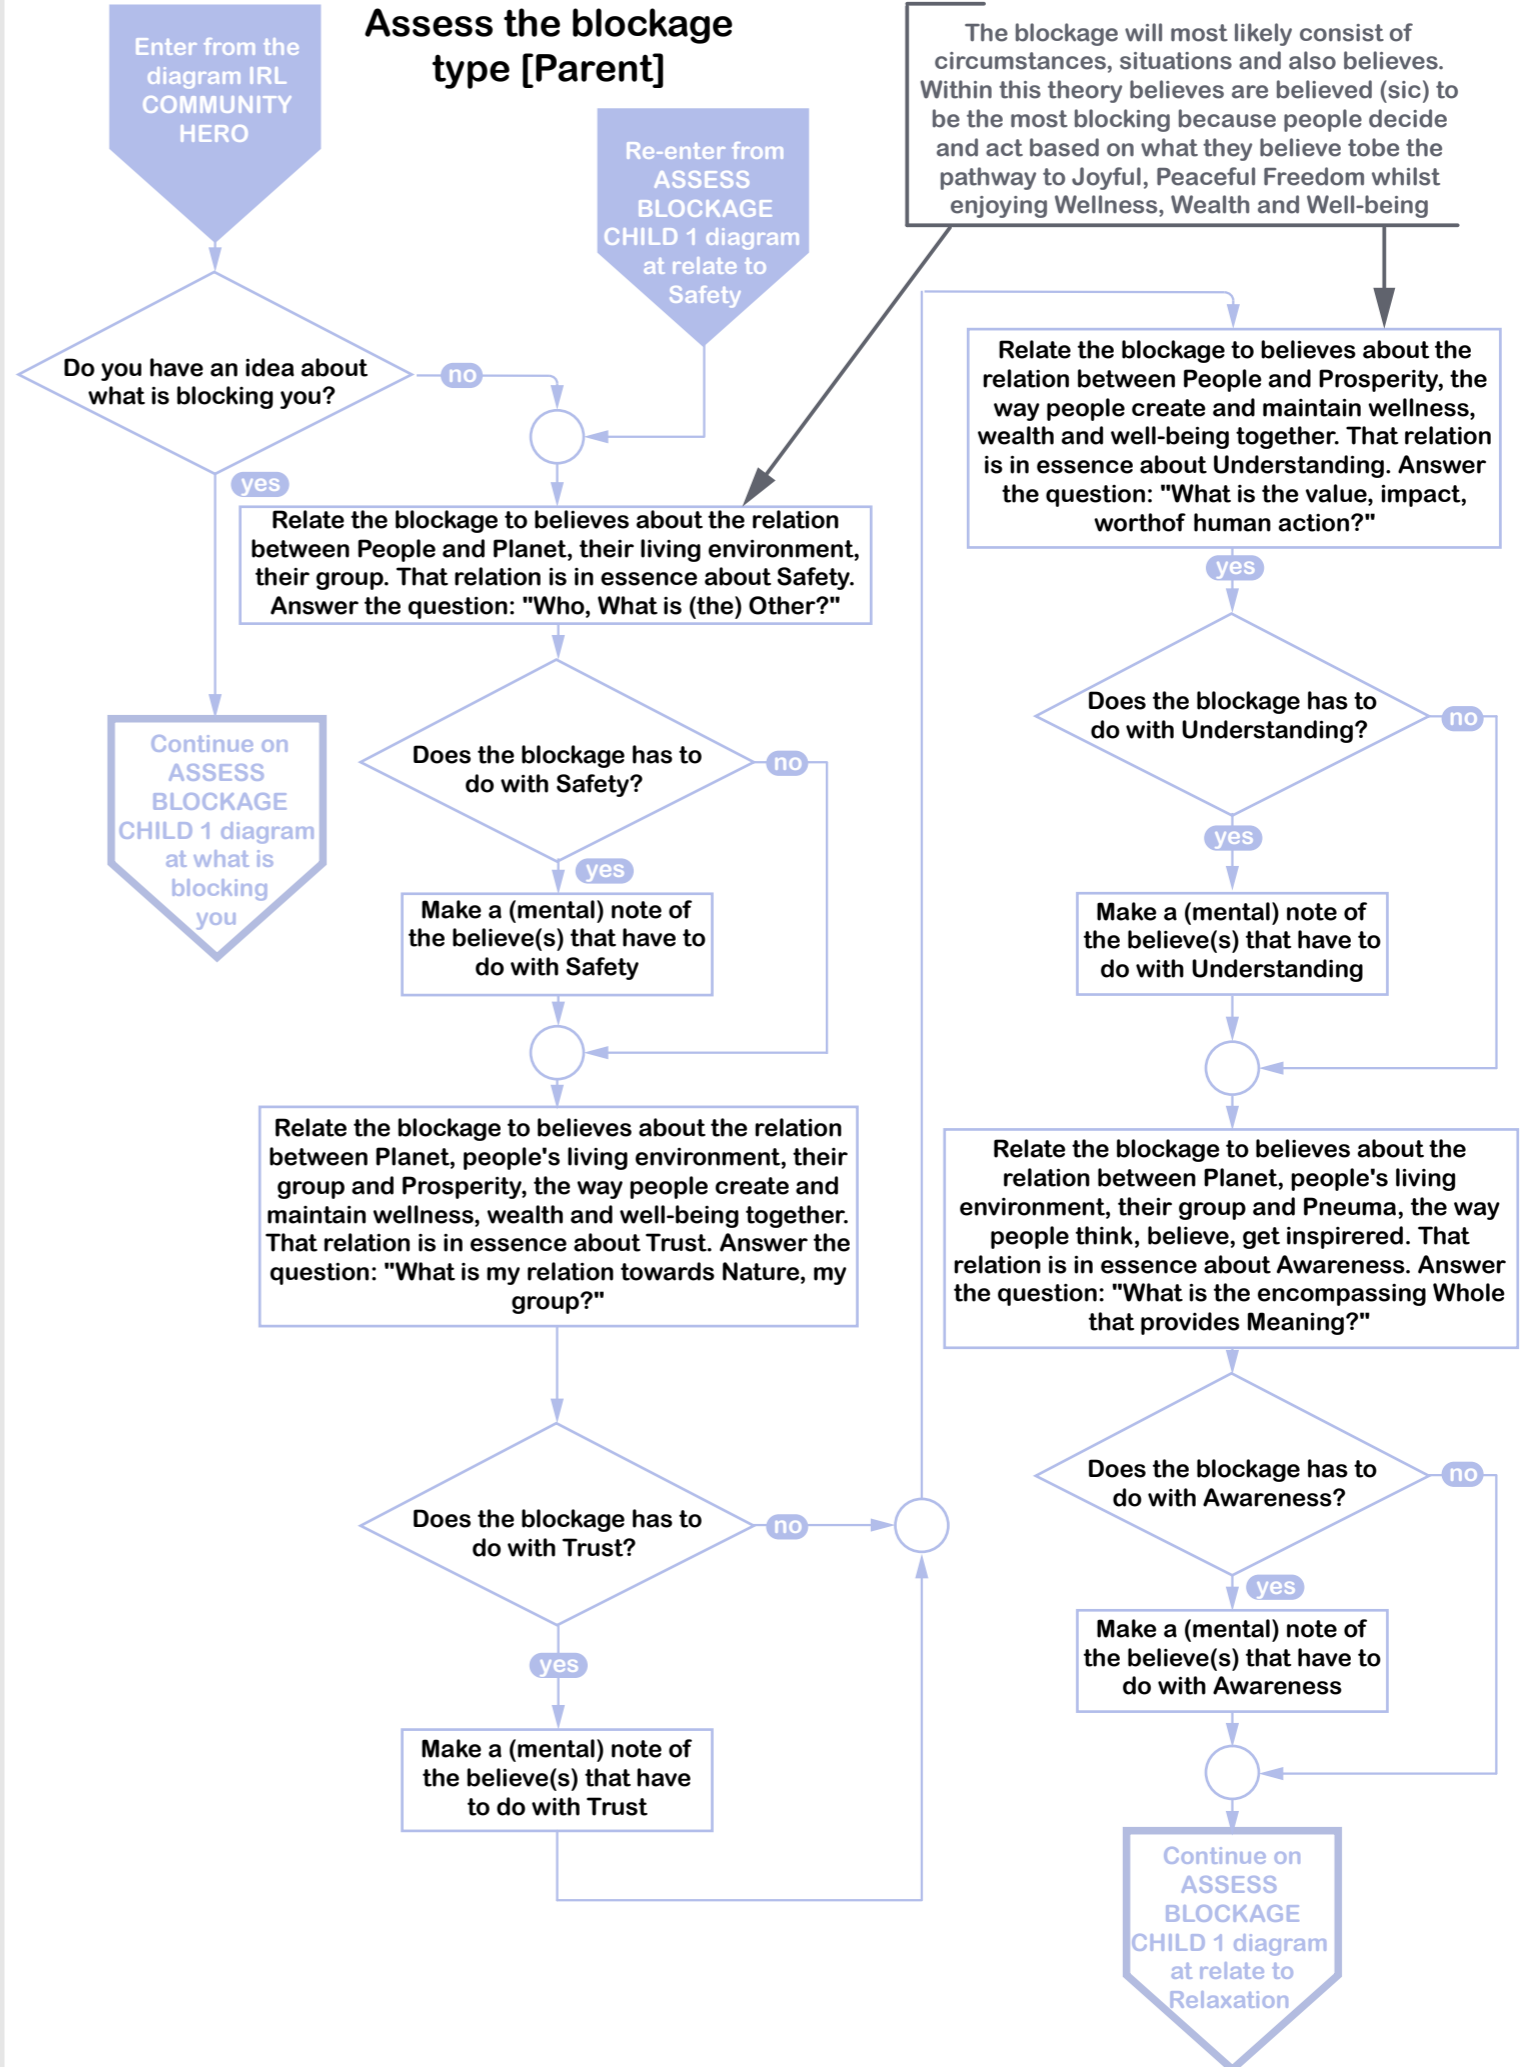 Assess the blockage
type [Parent]
Enter from the
diagram IRL
COMMUNITY
HERO
Re-enter from
ASSESS
BLOCKAGE
CHILD 1 diagram
at relate to
Safety
The blockage will most likely consist of
circumstances, situations and also believes.
Within this theory believes are believed (sic) to
be the most blocking because people decide
and act based on what they believe tobe the
pathway to Joyful, Peaceful Freedom whilst
enjoying Wellness, Wealth and Well-being
Do you have an idea about
what is blocking you?
no
yes
Continue on
ASSESS
BLOCKAGE
CHILD 1 diagram
at what is
blocking
you
Relate the blockage to believes about the relation
between People and Planet, their living environment,
their group. That relation is in essence about Safety.
Answer the question: "Who, What is (the) Other?"
Does the blockage has to
do with Safety?
no
yes
Make a (mental) note of
the believe(s) that have to
do with Safety
Relate the blockage to believes about the relation
between Planet, people's living environment, their
group and Prosperity, the way people create and
maintain wellness, wealth and well-being together.
That relation is in essence about Trust. Answer the
question: "What is my relation towards Nature, my
group?"
Does the blockage has to
do with Trust?
no
yes
Make a (mental) note of
the believe(s) that have
to do with Trust
Relate the blockage to believes about the
relation between People and Prosperity, the
way people create and maintain wellness,
wealth and well-being together. That relation
is in essence about Understanding. Answer
the question: "What is the value, impact,
worthof human action?"
yes
Does the blockage has to
do with Understanding?
no
yes
Make a (mental) note of
the believe(s) that have to
do with Understanding
Relate the blockage to believes about the
relation between Planet, people's living
environment, their group and Pneuma, the way
people think, believe, get inspirered. That
relation is in essence about Awareness. Answer
the question: "What is the encompassing Whole
that provides Meaning?"
Does the blockage has to
do with Awareness?
no
yes
Make a (mental) note of
the believe(s) that have to
do with Awareness
Continue on
ASSESS
BLOCKAGE
CHILD 1 diagram
at relate to
Relaxation